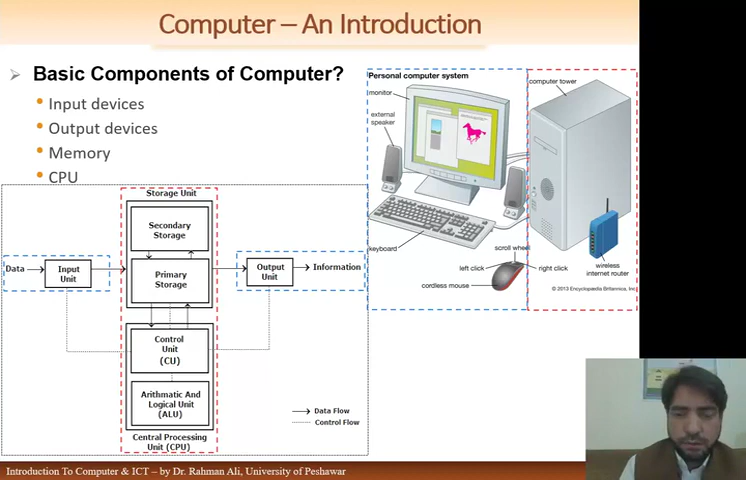 Computer – An Introduction
Basic Components of Computer?
Input devices
Output devices
Memory
CPU
Personal computer system
computer tower
monitor
external
speaker
keyboard
scroll wheel
left click
right click
cordless mouse
wireless
internet router
© 2013 Encyclopædia Britannica, Inc.
Storage Unit
Secondary
Storage
Primary
Storage
Data
Input
Unit
Output
Unit
Information
Control
Unit
(CU)
Arithmetic And
Logical Unit
(ALU)
Central Processing
Unit (CPU)
Data Flow
Control Flow
Introduction To Computer & ICT – by Dr. Rahman Ali, University of Peshawar